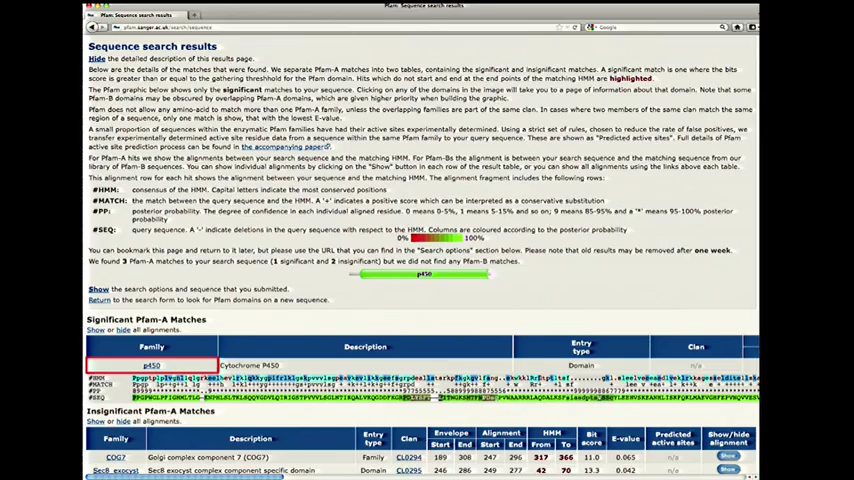 Pfam: Sequence search results
Pfam: Sequence search results
pfam.sanger.ac.uk/search/sequence
Google
Sequence search results
Hide the detailed description of this results page.
Below are the details of the matches that were found. We separate Pfam-A matches into two tables, containing the significant and insignificant matches. A significant match is one where the bits
score is greater than or equal to the gathering threshold for the Pfam domain. Hits which do not start and end at the end points of the matching HMM are highlighted.
The Pfam graphic below shows only the significant matches to your sequence. Clicking on any of the domains in the image will take you to a page of information about that domain. Note that some
Pfam-B domains may be obscured by overlapping Pfam-A domains, which are given higher priority when building the graphic.
Pfam does not allow any amino-acid to match more than one Pfam-A family, unless the overlapping families are part of the same clan. In cases where two members of the same clan match the same
region of a sequence, only one match is show, that with the lowest E-value.
A small proportion of sequences within the enzymatic Pfam families have had their active sites experimentally determined. Using a strict set of rules, chosen to reduce the rate of false positives, we
transfer experimentally determined active site residue data from a sequence within the same Pfam family to your query sequence. These are shown as "Predicted active sites". Full details of Pfam
active site prediction process can be found in the accompanying paper.
For Pfam-A hits we show the alignments between your search sequence and the matching HMM. For Pfam-B the alignment is between your search sequence and the matching sequence from our
library of Pfam-B sequences. You can show individual alignments by clicking on the "Show" button in each row of the result table, or you can show all alignments using the links above each table.
This alignment row for each hit shows the alignment between your sequence and the matching HMM. The alignment fragment includes the following rows:
#HMM: consensus of the HMM. Capital letters indicate the most conserved positions
#MATCH: the match between the query sequence and the HMM. A '+' indicates a positive score which can be interpreted as a conservative substitution
#PP: posterior probability. The degree of confidence in each individual aligned residue. 0 means 0-5%, 1 means 5-15% and so on; 9 means 85-95% and a '*' means 95-100% posterior
probability
#SEQ: query sequence. A '-' indicate deletions in the query sequence with respect to the HMM. Columns are coloured according to the posterior probability
0% 100%
You can bookmark this page and return to it later, but please use the URL that you can find in the "Search options" section below. Please note that old results may be removed after one week.
We found 3 Pfam-A matches to your search sequence (1 significant and 2 insignificant) but we did not find any Pfam-B matches.
p450
Show the search options and sequence that you submitted.
Return to the search form to look for Pfam domains on a new sequence.
Significant Pfam-A Matches
Show or hide all alignments.
Family Description Entry type Clan
p450 Cytochrome P450 Domain n/a
#HMM
#MATCH
#PP
#SEQ
Insignificant Pfam-A Matches
Show or hide all alignments.
Family Description Entry type Clan Envelope Start End Alignment Start End HMM From To Bit score E-value Predicted active sites Show/hide alignment
COG7 Golgi complex component 7 (COG7) Family CL0294 189 308 247 296 317 366 11.0 0.065 n/a Show
Sec8_exocyst Sec8 exocyst complex component specific domain Domain CL0295 246 286 249 277 42 70 13.3 0.042 n/a Show